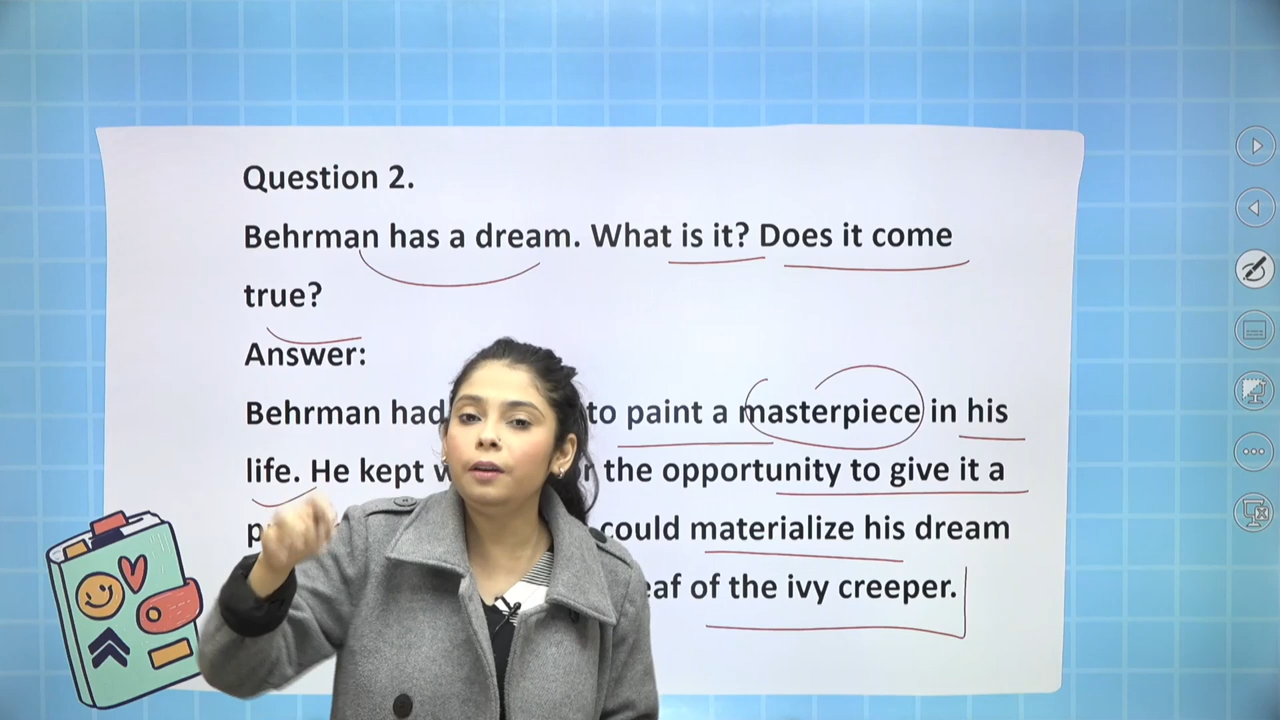 Question 2.
Behrman has a dream. What is it? Does it come
true?
Answer:
Behrman had to paint a masterpiece in his
life. He kept the opportunity to give it a
could materialize his dream
of the ivy creeper.